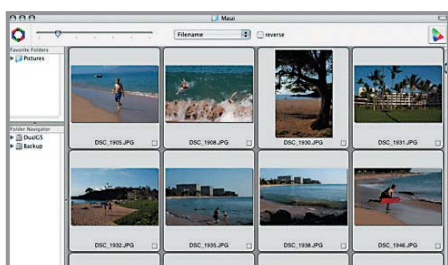 Maui
Filename
reverse
Favorite Folders
Pictures
Folder Navigator
DualG5
Backup
DSC_1905.JPG
DSC_1908.JPG
DSC_1930.JPG
DSC_1931.JPG
DSC_1932.JPG
DSC_1935.JPG
DSC_1938.JPG
DSC_1946.JPG